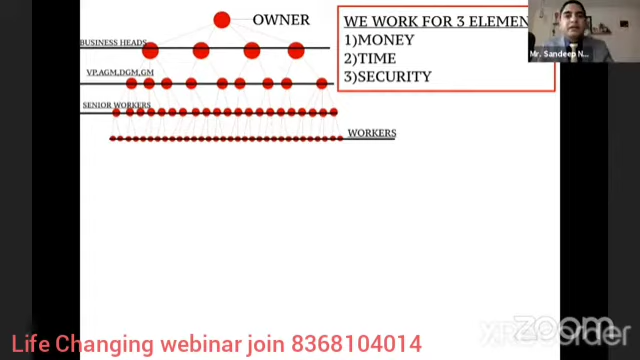 OWNER
BUSINESS HEADS
VP,AGM,DGM,GM
SENIOR WORKERS
WORKERS
WE WORK FOR 3 ELEMEN
1)MONEY
2)TIME
3)SECURITY
Mr. Sandeep N...
zoom
Life Changing webinar join 8368104014